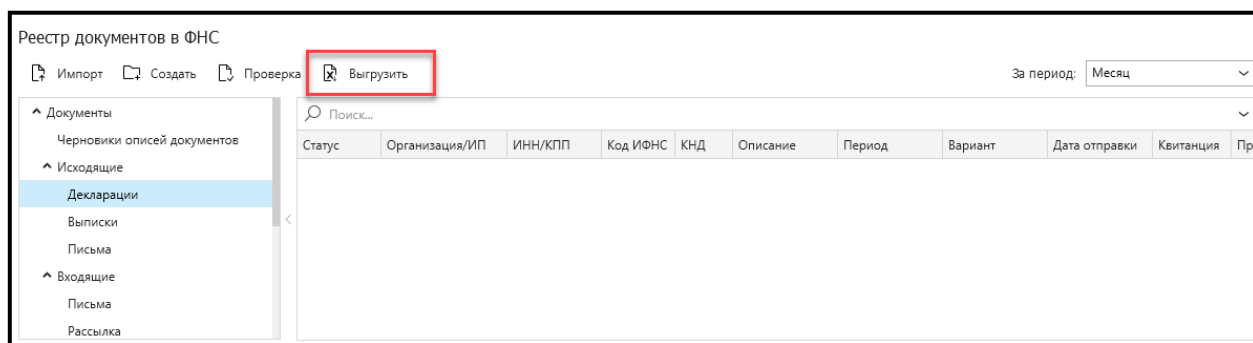 Реестр документов в ФНС
Импорт Создать Проверка Выгрузить За период: Месяц
Документы
Черновики описей документов
Исходящие
Декларации
Выписки
Письма
Входящие
Письма
Рассылка
Поиск...
Статус Организация/ИП ИНН/КПП Код ИФНС КНД Описание Период Вариант Дата отправки Квитанция Пр